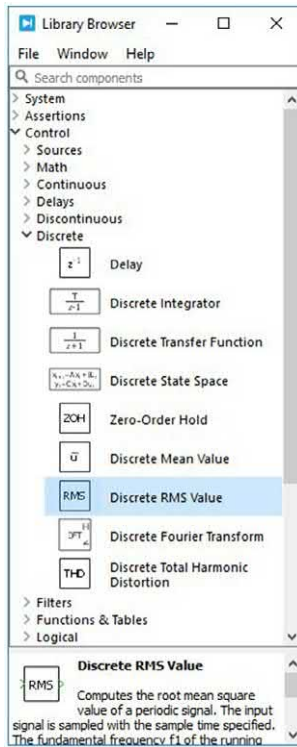 Library Browser
File Window Help
Search components
System
Assertions
Control
Sources
Math
Continuous
Delays
Discontinuous
Discrete
z⁻¹ Delay
T
z-1 Discrete Integrator
1
z+1 Discrete Transfer Function
Discrete State Space
ZOH Zero-Order Hold
ū Discrete Mean Value
RMS Discrete RMS Value
Discrete Fourier Transform
THD Discrete Total Harmonic
Distortion
Filters
Functions & Tables
Logical
Discrete RMS Value
RMS
Computes the root mean square
value of a periodic signal. The input
signal is sampled with the sample time specified.
The fundamental frequency f1 of the running